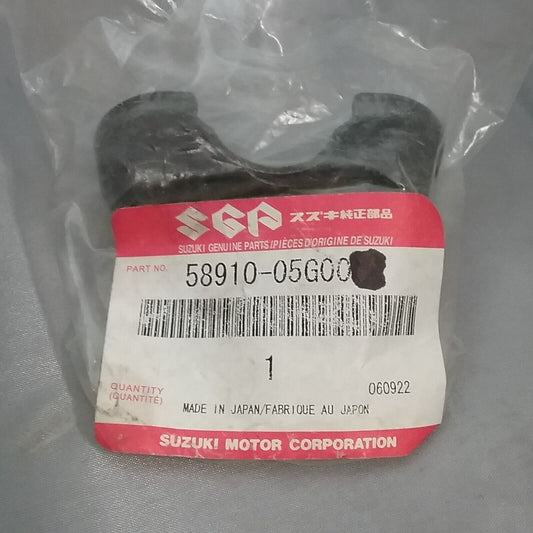 SGP スズキ純正部品
SUZUKI GENUINE PARTS/PIÈCES D'ORIGINE DE SUZUKI
PART NO. 58910-05G00
1
QUANTITY
(QUANTITÉ)
060922
MADE IN JAPAN/FABRIQUE AU JAPON
SUZUKI MOTOR CORPORATION